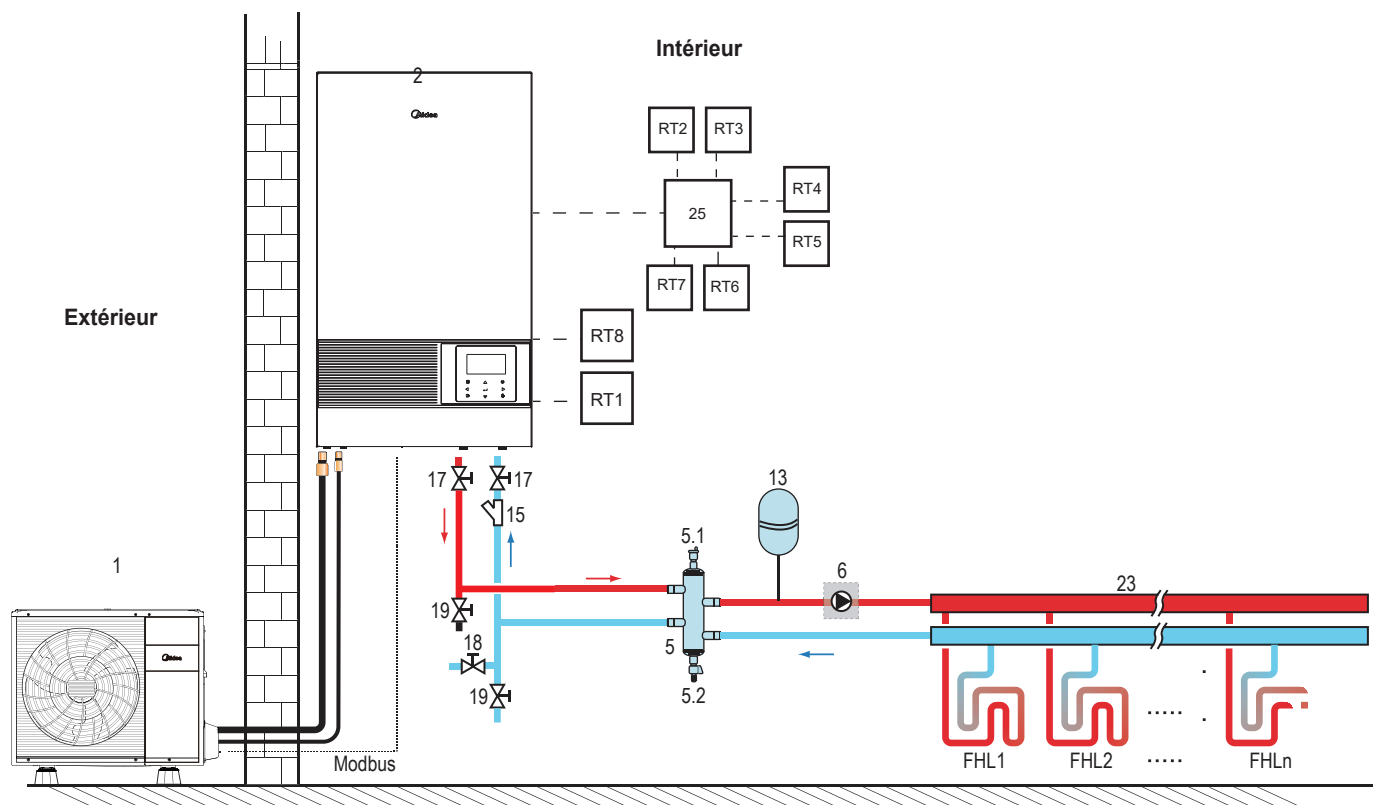 Intérieur
2
Midea
RT2
RT3
25
RT4
RT5
RT7
RT6
Extérieur
RT8
RT1
17
17
15
13
5.1
6
23
1
19
18
5
19
5.2
Midea
Modbus
FHL1
FHL2
.....
FHLn